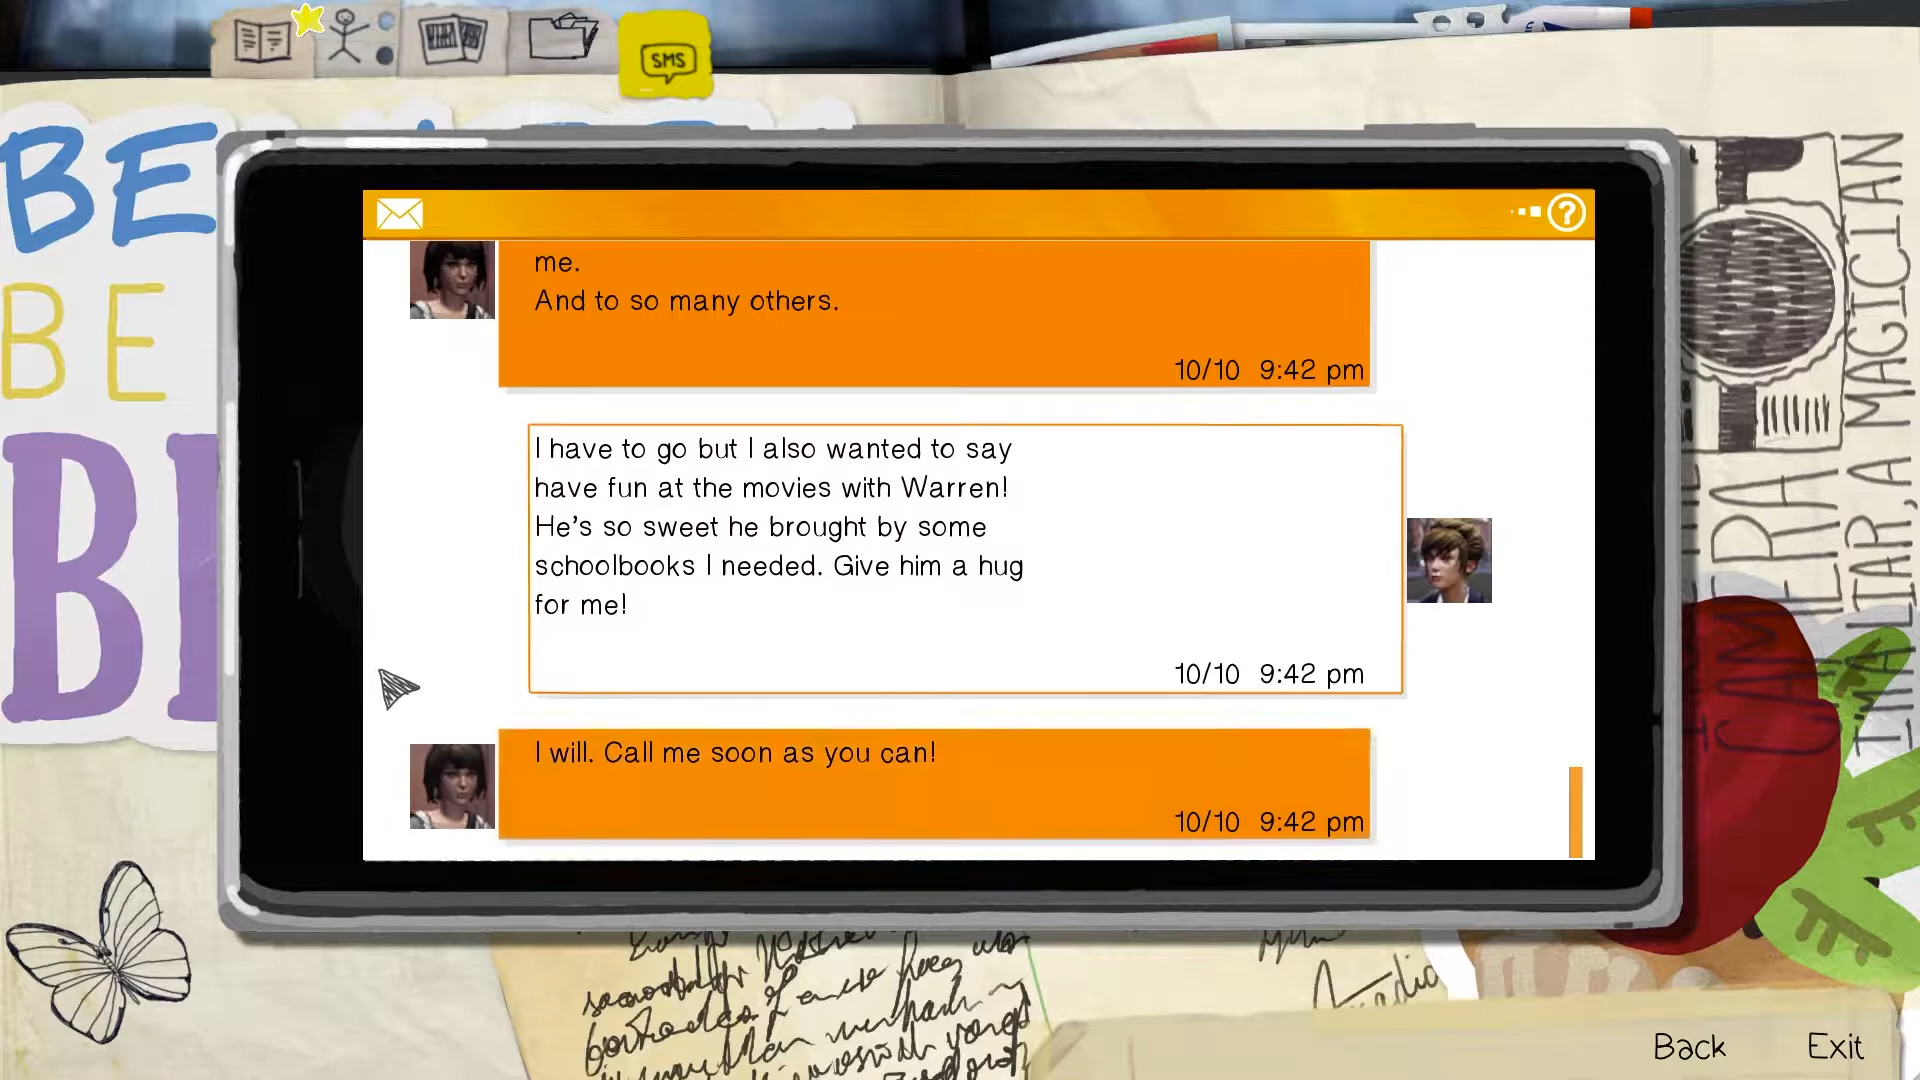 SMS
BE
BE
me.
And to so many others.
10/10 9:42 pm
I have to go but I also wanted to say
have fun at the movies with Warren!
He's so sweet he brought by some
schoolbooks I needed. Give him a hug
for me!
10/10 9:42 pm
I will. Call me soon as you can!
10/10 9:42 pm
CAMERA
LIAR, A MAGICIAN
Back
Exit